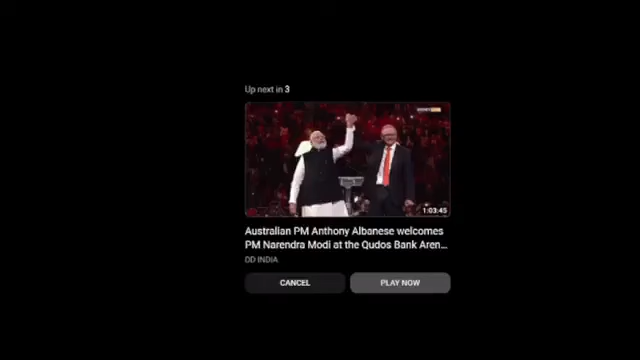 Up next in 3
1:03:45
Australian PM Anthony Albanese welcomes
PM Narendra Modi at the Qudos Bank Aren...
DD INDIA
CANCEL
PLAY NOW